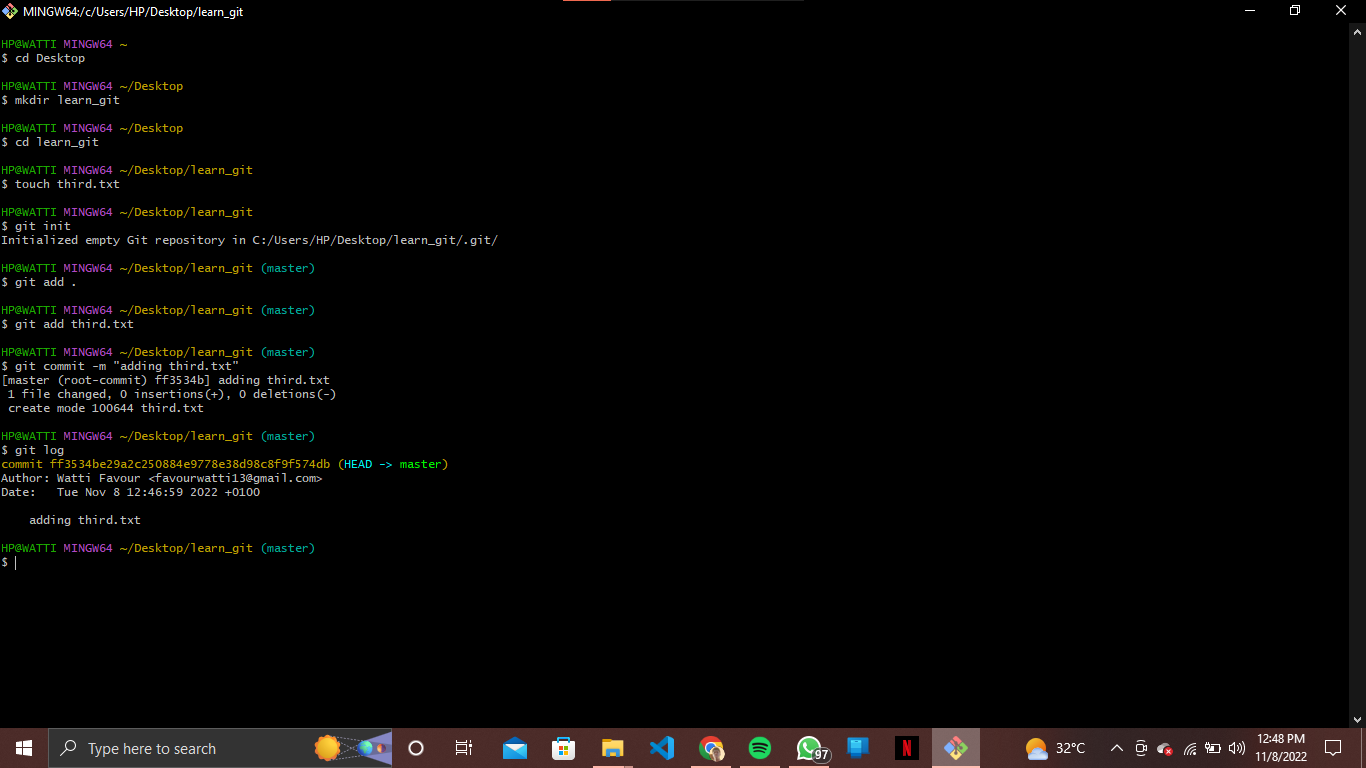 MINGW64:/c/Users/HP/Desktop/learn_git
HP@WATTI MINGW64 ~
$ cd Desktop
HP@WATTI MINGW64 ~/Desktop
$ mkdir learn_git
HP@WATTI MINGW64 ~/Desktop
$ cd learn_git
HP@WATTI MINGW64 ~/Desktop/learn_git
$ touch third.txt
HP@WATTI MINGW64 ~/Desktop/learn_git
$ git init
Initialized empty Git repository in C:/Users/HP/Desktop/learn_git/.git/
HP@WATTI MINGW64 ~/Desktop/learn_git (master)
$ git add .
HP@WATTI MINGW64 ~/Desktop/learn_git (master)
$ git add third.txt
HP@WATTI MINGW64 ~/Desktop/learn_git (master)
$ git commit -m "adding third.txt"
[master (root-commit) ff3534b] adding third.txt
 1 file changed, 0 insertions(+), 0 deletions(-)
 create mode 100644 third.txt
HP@WATTI MINGW64 ~/Desktop/learn_git (master)
$ git log
commit ff3534be29a2c250884e9778e38d98c8f9f574db (HEAD -> master)
Author: Watti Favour <favourwatti13@gmail.com>
Date:   Tue Nov 8 12:46:59 2022 +0100
    adding third.txt
HP@WATTI MINGW64 ~/Desktop/learn_git (master)
$
Type here to search
N
97
32°C
12:48 PM
11/8/2022